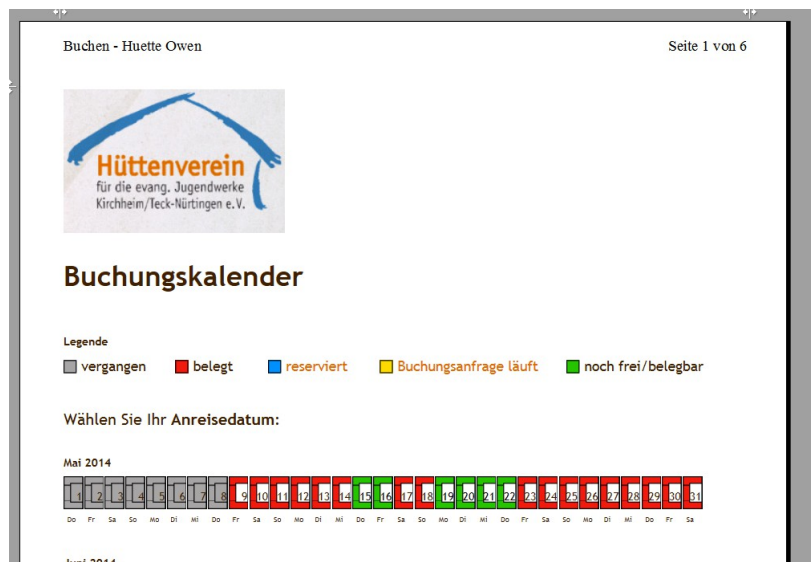 Buchen - Huette Owen Seite 1 von 6
Hüttenverein
für die evang. Jugendwerke
Kirchheim/Teck-Nürtingen e.V.
Buchungskalender
Legende
vergangen belegt reserviert Buchungsanfrage läuft noch frei/belegbar
Wählen Sie Ihr Anreisedatum:
Mai 2014
1 2 3 4 5 6 7 8 9 10 11 12 13 14 15 16 17 18 19 20 21 22 23 24 25 26 27 28 29 30 31
Do Fr Sa So Mo Di Mi Do Fr Sa So Mo Di Mi Do Fr Sa So Mo Di Mi Do Fr Sa So Mo Di Mi Do Fr Sa
Juni 2014